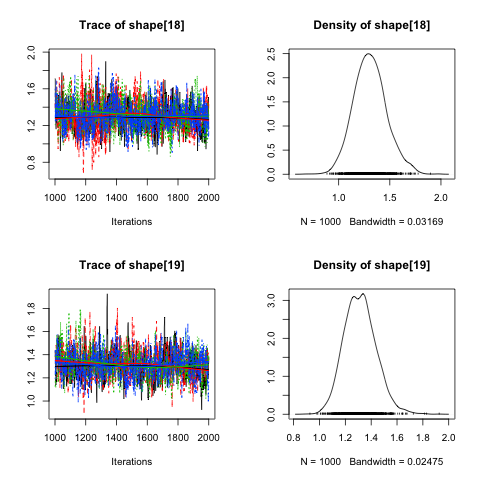 Trace of shape[18]
2.0
1.6
1.2
0.8
1000 1200 1400 1600 1800 2000
Iterations
Density of shape[18]
2.5
2.0
1.5
1.0
0.5
0.0
1.0 1.5 2.0
N = 1000 Bandwidth = 0.03169
Trace of shape[19]
1.8
1.6
1.4
1.2
1.0
1000 1200 1400 1600 1800 2000
Iterations
Density of shape[19]
3.0
2.0
1.0
0.0
0.8 1.0 1.2 1.4 1.6 1.8 2.0
N = 1000 Bandwidth = 0.02475